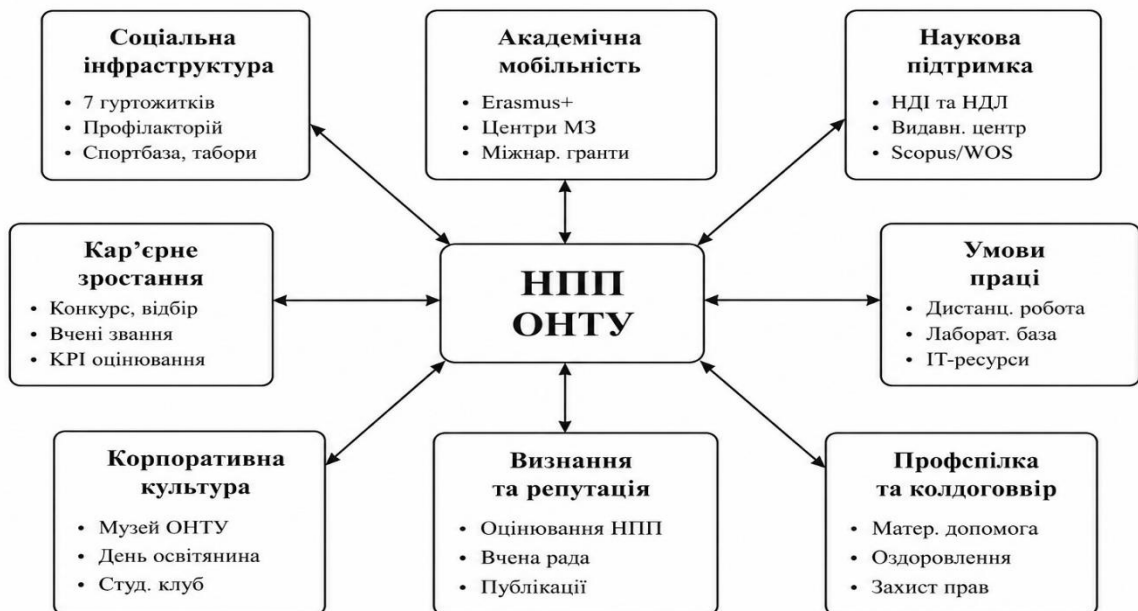 Соціальна
інфраструктура
• 7 гуртожитків
• Профілакторій
• Спортбаза, табори
Академічна
мобільність
• Erasmus+
• Центри МЗ
• Міжнар. гранти
Наукова
підтримка
• НДІ та НДЛ
• Видавн. центр
• Scopus/WOS
Кар’єрне
зростання
• Конкурс, відбір
• Вчені звання
• KPI оцінювання
НПП
ОНТУ
Умови
праці
• Дистанц. робота
• Лаборат. база
• ІТ-ресурси
Корпоративна
культура
• Музей ОНТУ
• День освітянина
• Студ. клуб
Визнання
та репутація
• Оцінювання НПП
• Вчена рада
• Публікації
Профспілка
та колдоговвір
• Матер. допомога
• Оздоровлення
• Захист прав